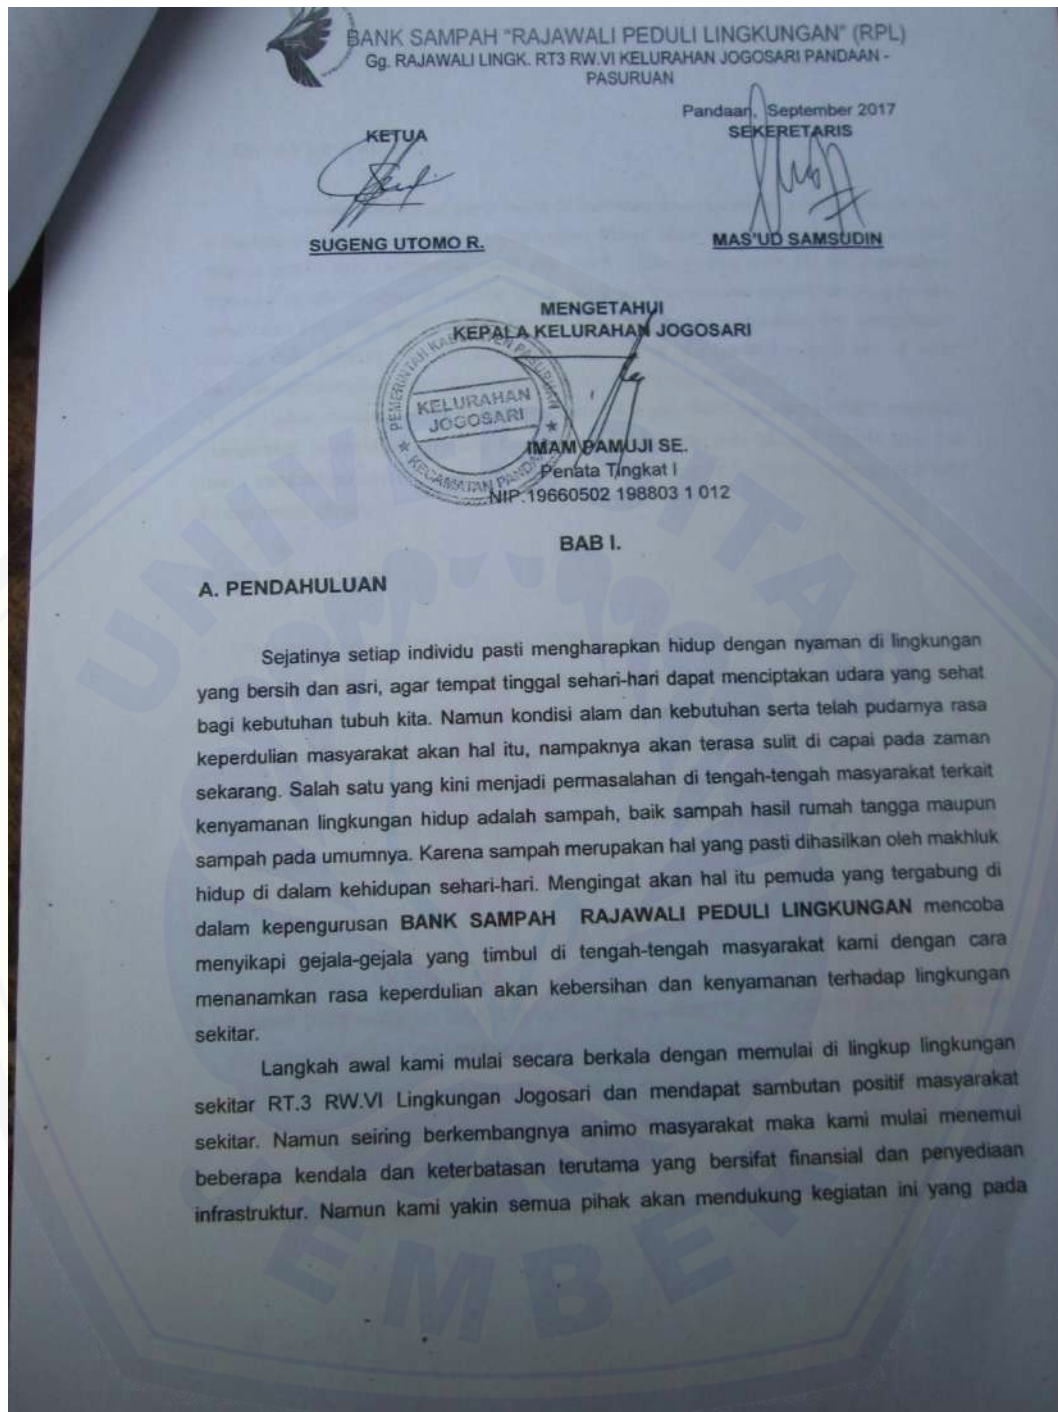 BANK SAMPAH "RAJAWALI PEDULI LINGKUNGAN" (RPL)
Gg. RAJAWALI LINGK. RT3 RW.VI KELURAHAN JOGOSARI PANDAAN -
PASURUAN
Pandaan, September 2017
KETUA
SEKERETARIS
SUGENG UTOMO R.
MAS'UD SAMSUDIN
MENGETAHUI
KEPALA KELURAHAN JOGOSARI
PEMERINTAH KABUPATEN PASURUAN
KELURAHAN
JOGOSARI
KECAMATAN PANDAAN
IMAM PAMUJI SE.
Penata Tingkat I
NIP.19660502 198803 1 012
BAB I.
A. PENDAHULUAN
Sejatinya setiap individu pasti mengharapkan hidup dengan nyaman di lingkungan
yang bersih dan asri, agar tempat tinggal sehari-hari dapat menciptakan udara yang sehat
bagi kebutuhan tubuh kita. Namun kondisi alam dan kebutuhan serta telah pudarnya rasa
keperdulian masyarakat akan hal itu, nampaknya akan terasa sulit di capai pada zaman
sekarang. Salah satu yang kini menjadi permasalahan di tengah-tengah masyarakat terkait
kenyamanan lingkungan hidup adalah sampah, baik sampah hasil rumah tangga maupun
sampah pada umumnya. Karena sampah merupakan hal yang pasti dihasilkan oleh makhluk
hidup di dalam kehidupan sehari-hari. Mengingat akan hal itu pemuda yang tergabung di
dalam kepengurusan BANK SAMPAH RAJAWALI PEDULI LINGKUNGAN mencoba
menyikapi gejala-gejala yang timbul di tengah-tengah masyarakat kami dengan cara
menanamkan rasa keperdulian akan kebersihan dan kenyamanan terhadap lingkungan
sekitar.
Langkah awal kami mulai secara berkala dengan memulai di lingkup lingkungan
sekitar RT.3 RW.VI Lingkungan Jogosari dan mendapat sambutan positif masyarakat
sekitar. Namun seiring berkembangnya animo masyarakat maka kami mulai menemui
beberapa kendala dan keterbatasan terutama yang bersifat finansial dan penyediaan
infrastruktur. Namun kami yakin semua pihak akan mendukung kegiatan ini yang pada
UNIVERSITAS
JEMBER